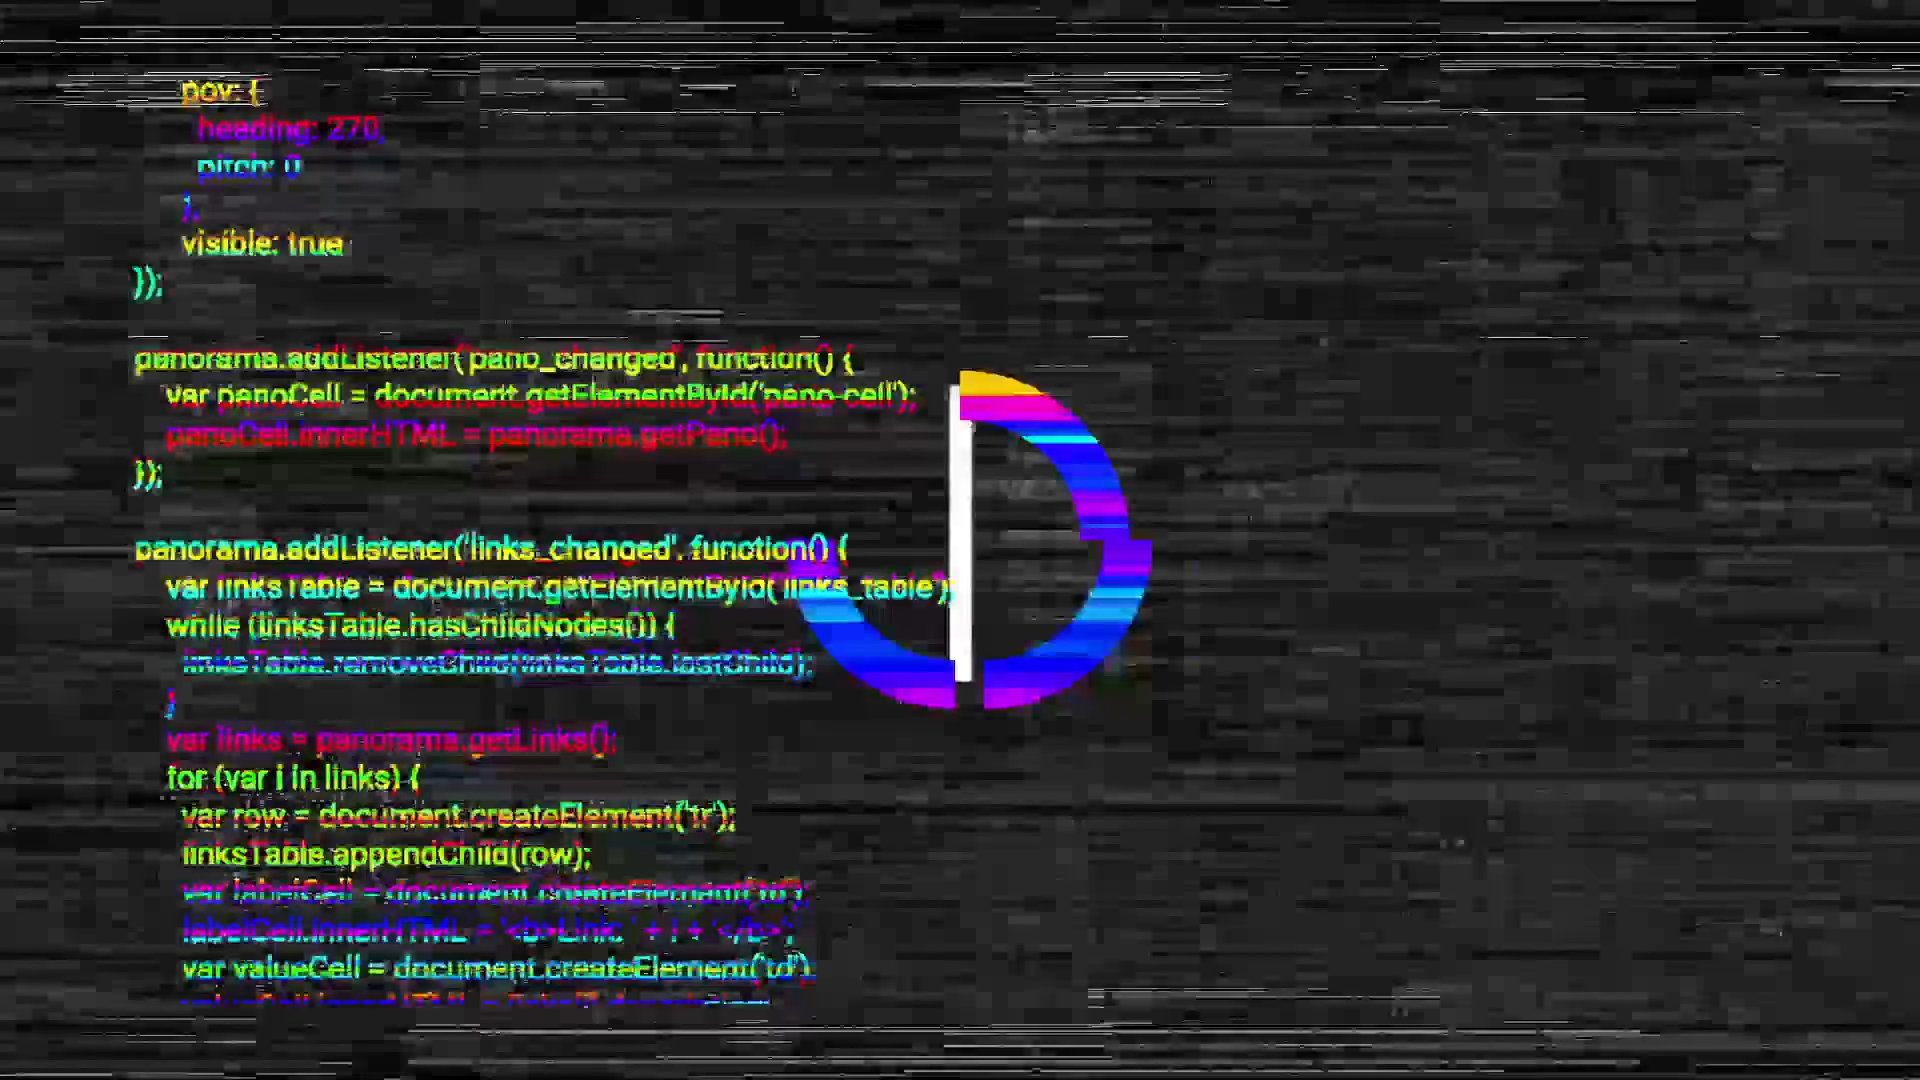 pov: {
heading: 270,
pitch: 0
},
visible: true
});
panorama.addListener('pano_changed', function() {
var panoCell = document.getElementById('pano-cell');
panoCell.innerHTML = panorama.getPano();
});
panorama.addListener('links_changed', function() {
var linksTable = document.getElementById('links_table');
while (linksTable.hasChildNodes()) {
linksTable.removeChild(linksTable.lastChild);
}
var links = panorama.getLinks();
for (var i in links) {
var row = document.createElement('tr');
linksTable.appendChild(row);
var labelCell = document.createElement('td');
labelCell.innerHTML = '<b>Link: ' + i + '</b>';
var valueCell = document.createElement('td');